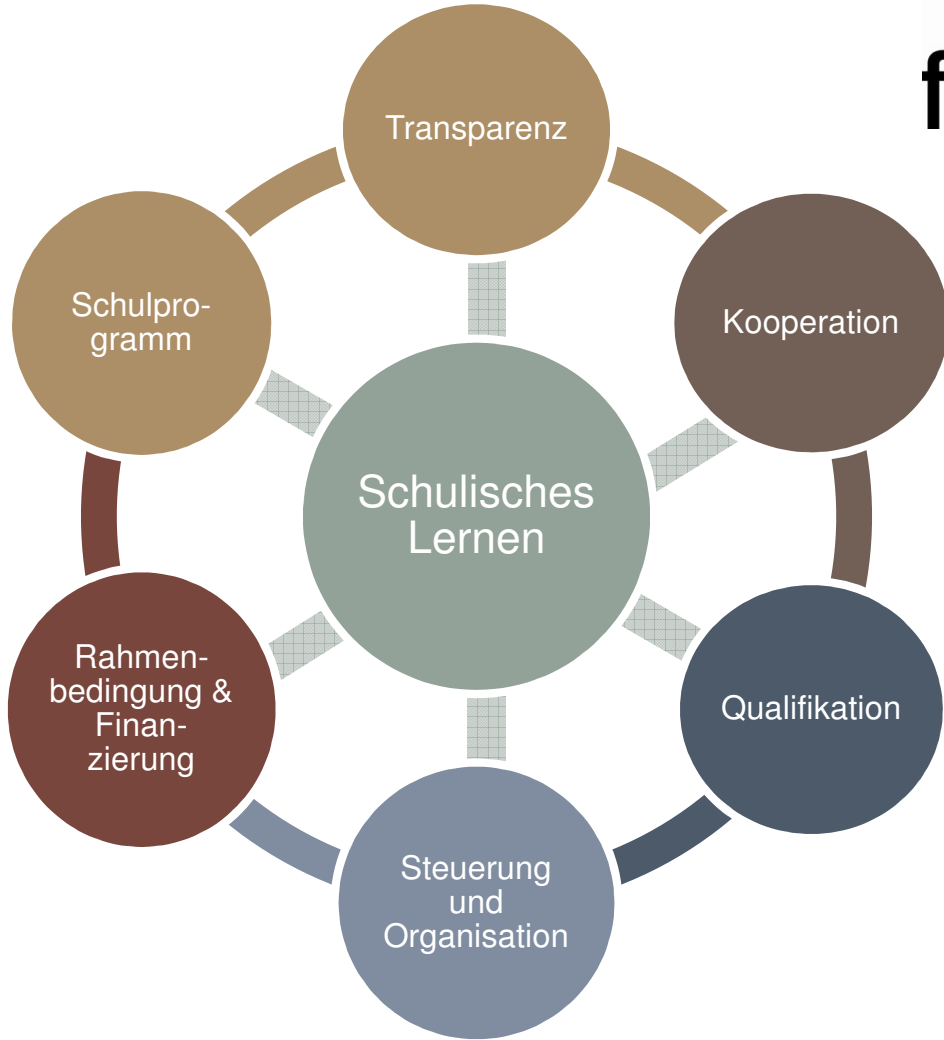 f
Transparenz
Kooperation
Schulpro-
gramm
Schulisches
Lernen
Rahmen-
bedingung &
Finan-
zierung
Qualifikation
Steuerung
und
Organisation